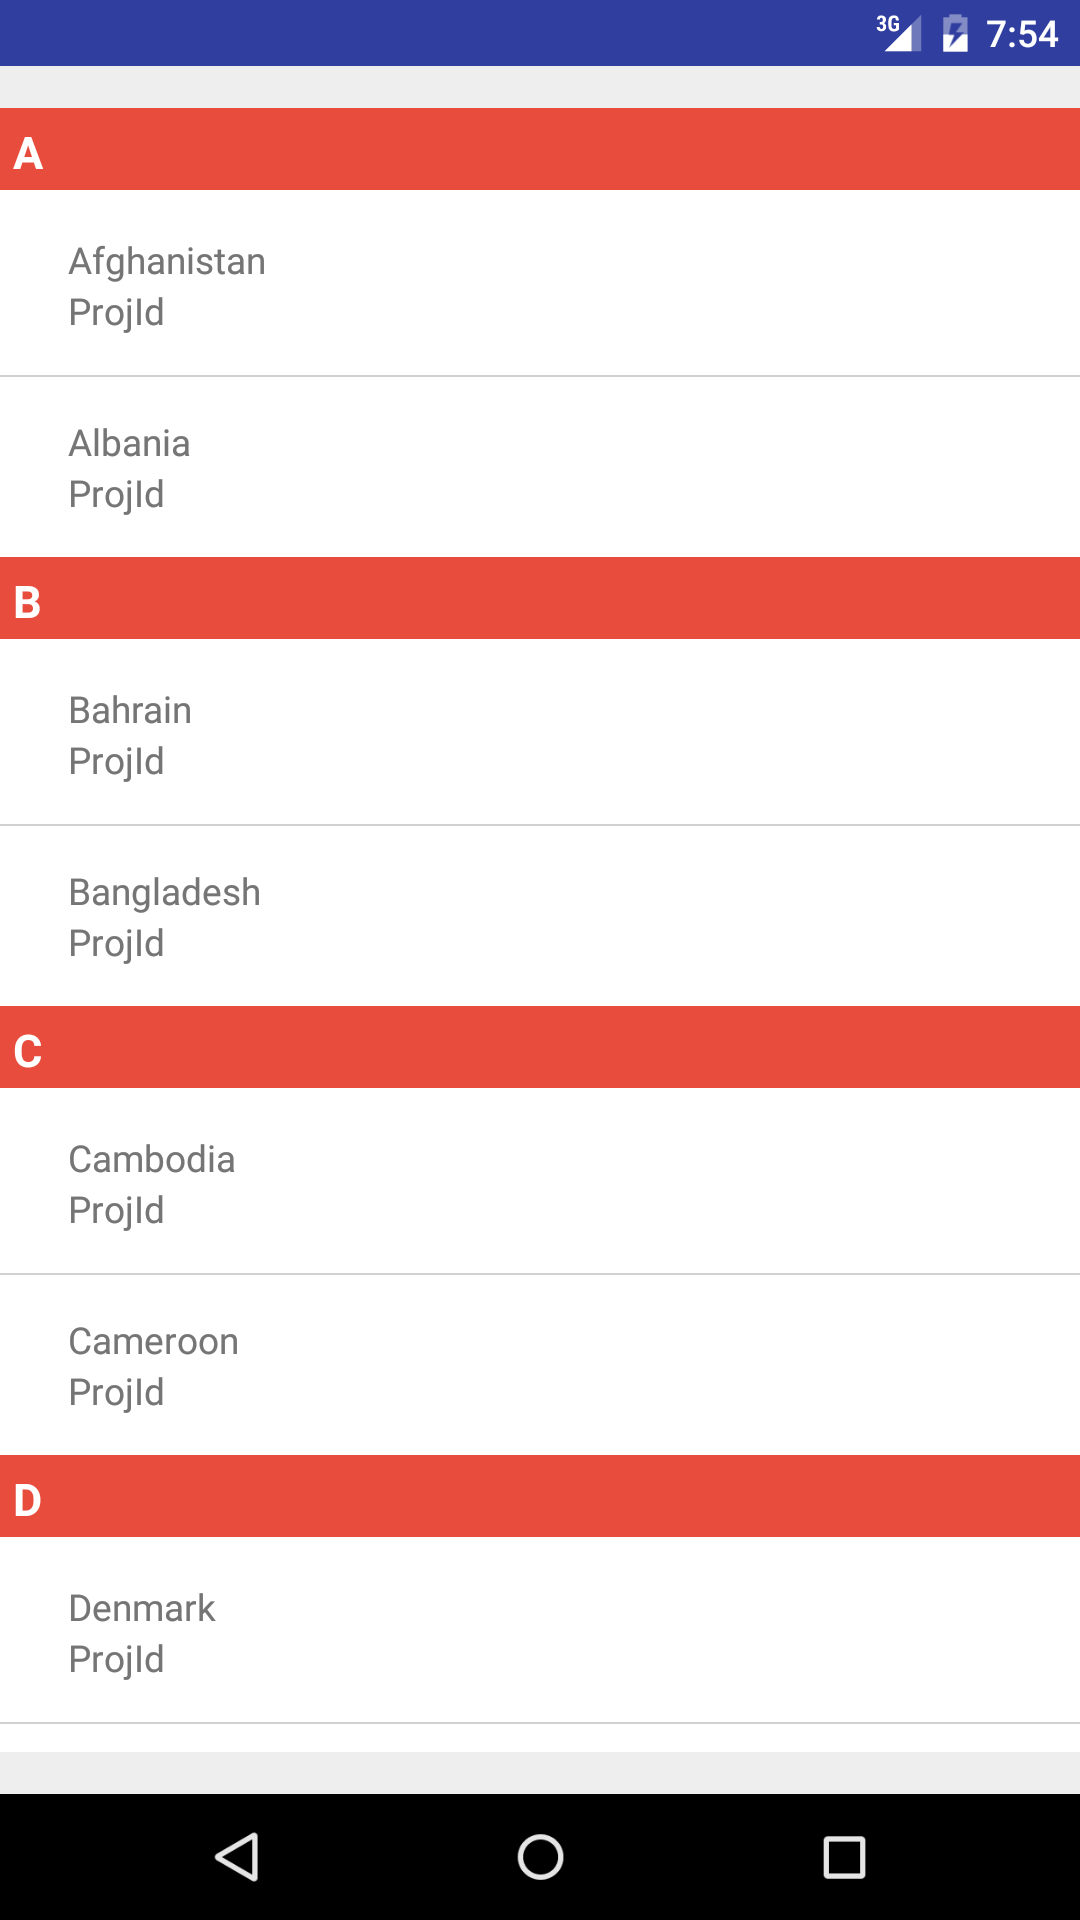 3G 7:54
A
Afghanistan
ProjId
Albania
ProjId
B
Bahrain
ProjId
Bangladesh
ProjId
C
Cambodia
ProjId
Cameroon
ProjId
D
Denmark
ProjId